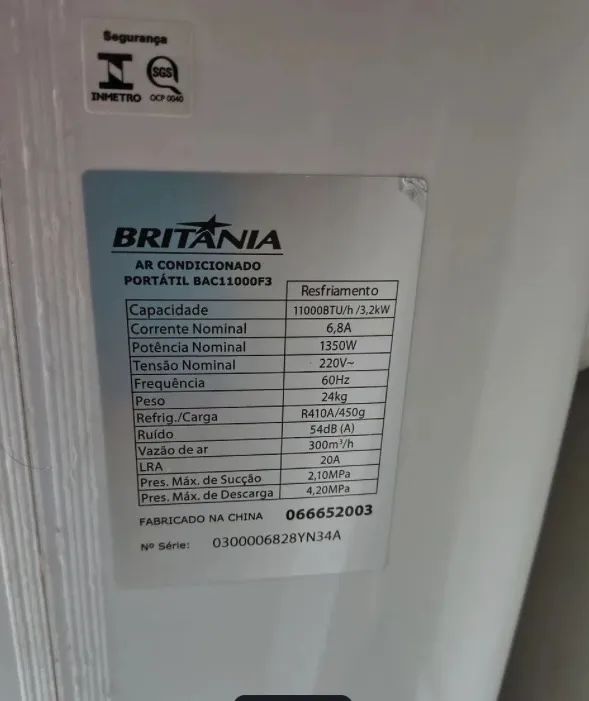 Segurança
SGS
INMETRO OCP 0040
BRITÂNIA
AR CONDICIONADO
PORTÁTIL BAC11000F3
Resfriamento
Capacidade 11000BTU/h /3,2kW
Corrente Nominal 6,8A
Potência Nominal 1350W
Tensão Nominal 220V~
Frequência 60Hz
Peso 24kg
Refrig./Carga R410A/450g
Ruído 54dB (A)
Vazão de ar 300m³/h
LRA 20A
Pres. Máx. de Sucção 2,10MPa
Pres. Máx. de Descarga 4,20MPa
FABRICADO NA CHINA 066652003
Nº Série: 0300006828YN34A